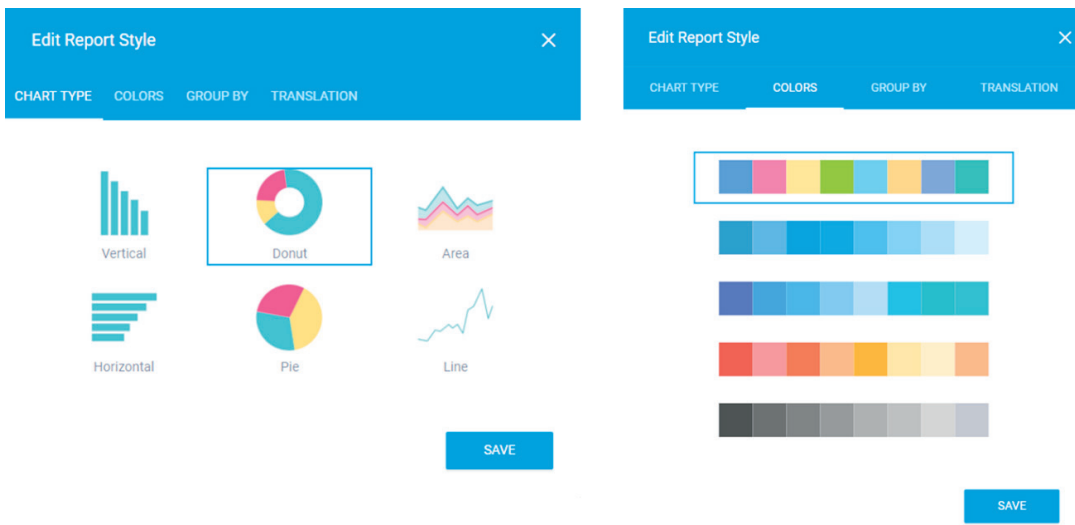 Edit Report Style
CHART TYPE COLORS GROUP BY TRANSLATION
Vertical Donut Area
Horizontal Pie Line
SAVE
Edit Report Style
CHART TYPE COLORS GROUP BY TRANSLATION
SAVE